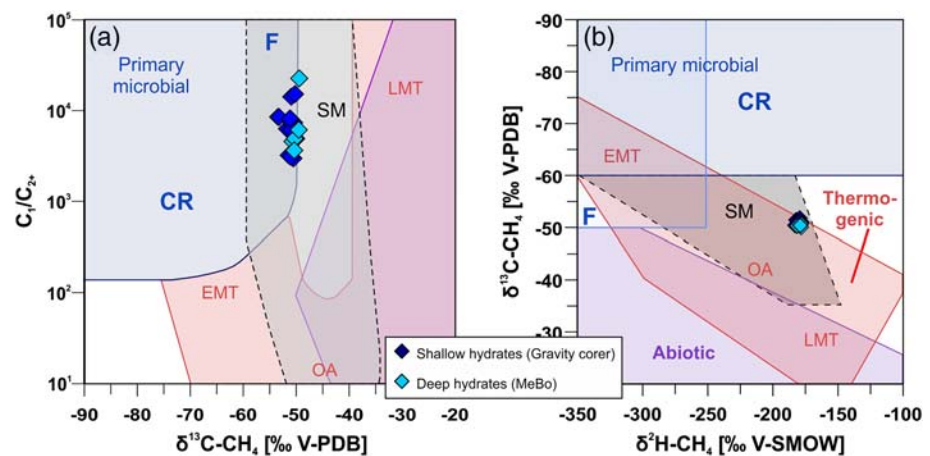 (a)
10⁵
10⁴
10³
10²
10¹
C₁/C₂₊
F
Primary
microbial
SM
LMT
CR
EMT
OA
-90 -80 -70 -60 -50 -40 -30 -20
δ¹³C-CH₄ [‰ V-PDB]
Shallow hydrates (Gravity corer)
Deep hydrates (MeBo)
(b)
-90
-80
-70
-60
-50
-40
-30
δ¹³C-CH₄ [‰ V-PDB]
Primary microbial
CR
EMT
F
SM
Thermo-
genic
OA
LMT
Abiotic
-350 -250 -200 -150 -100
δ²H-CH₄ [‰ V-SMOW]